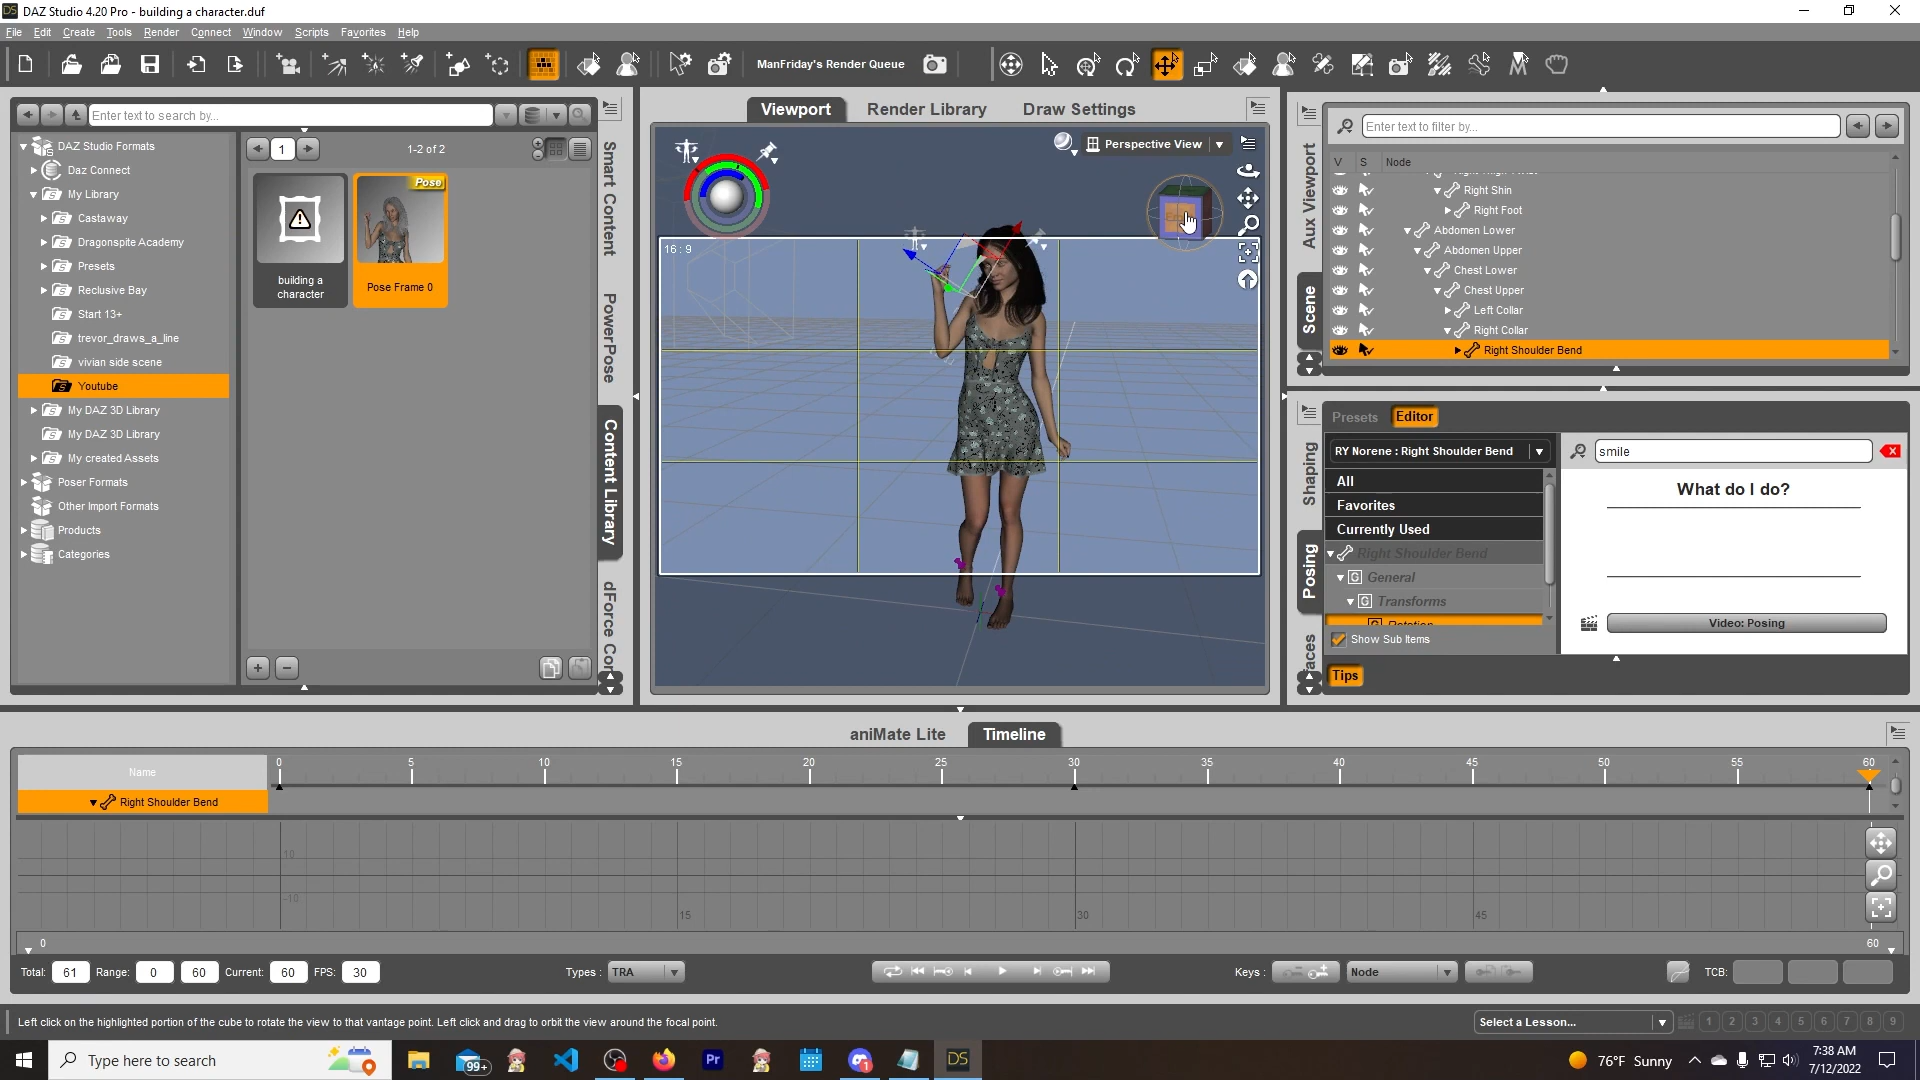 DAZ Studio 4.20 Pro - building a character.duf
File Edit Create Tools Render Connect Window Scripts Favorites Help
ManFriday's Render Queue
Enter text to search by...
DAZ Studio Formats
Daz Connect
My Library
Castaway
Dragonspite Academy
Presets
Reclusive Bay
Start 13+
trevor_draws_a_line
vivian side scene
Youtube
My DAZ 3D Library
My DAZ 3D Library
My created Assets
Poser Formats
Other Import Formats
Products
Categories
1
1-2 of 2
building a
character
Pose
Pose Frame 0
Smart Content
PowerPose
Content Library
dForce Co
Viewport Render Library Draw Settings
Perspective View
16 : 9
Aux Viewport
Scene
Enter text to filter by...
V S Node
Right Shin
Right Foot
Abdomen Lower
Abdomen Upper
Chest Lower
Chest Upper
Left Collar
Right Collar
Right Shoulder Bend
Shaping
Posing
faces
Presets Editor
RY Norene : Right Shoulder Bend
All
Favorites
Currently Used
Right Shoulder Bend
General
Transforms
Rotation
Show Sub Items
Tips
smile
What do I do?
Video: Posing
aniMate Lite Timeline
Name
0 5 10 15 20 25 30 35 40 45 50 55 60
Right Shoulder Bend
10
-10
15 30 45
0 60
Total: 61 Range: 0 60 Current: 60 FPS: 30 Types : TRA Keys : Node TCB:
Left click on the highlighted portion of the cube to rotate the view to that vantage point. Left click and drag to orbit the view around the focal point.
Select a Lesson... 1 2 3 4 5 6 7 8 9
Type here to search
99+
Pr
DS
76°F Sunny
7:38 AM
7/12/2022